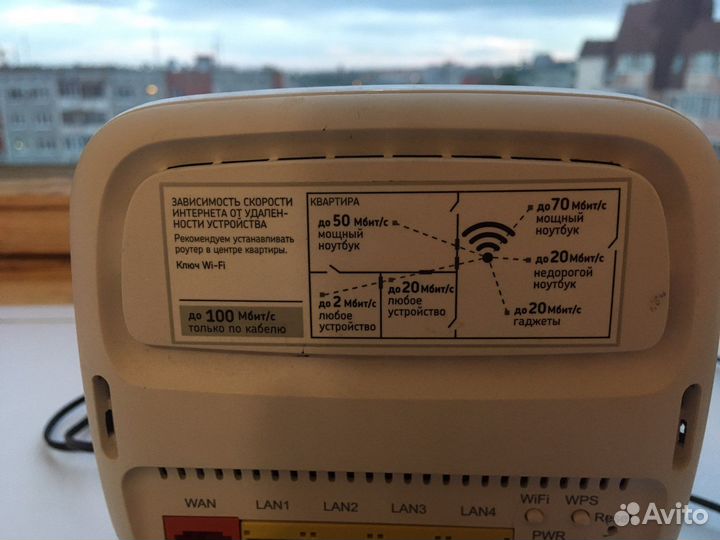 ЗАВИСИМОСТЬ СКОРОСТИ
ИНТЕРНЕТА ОТ УДАЛЕН-
НОСТИ УСТРОЙСТВА
Рекомендуем устанавливать
роутер в центре квартиры.
Ключ Wi-Fi
до 100 Мбит/с
только по кабелю
КВАРТИРА
до 50 Мбит/с
мощный
ноутбук
до 70 Мбит/с
мощный
ноутбук
до 20 Мбит/с
недорогой
ноутбук
до 2 Мбит/с
любое
устройство
до 20 Мбит/с
любое
устройство
до 20 Мбит/с
гаджеты
WAN
LAN1
LAN2
LAN3
LAN4
WiFi
WPS
PWR
Avito